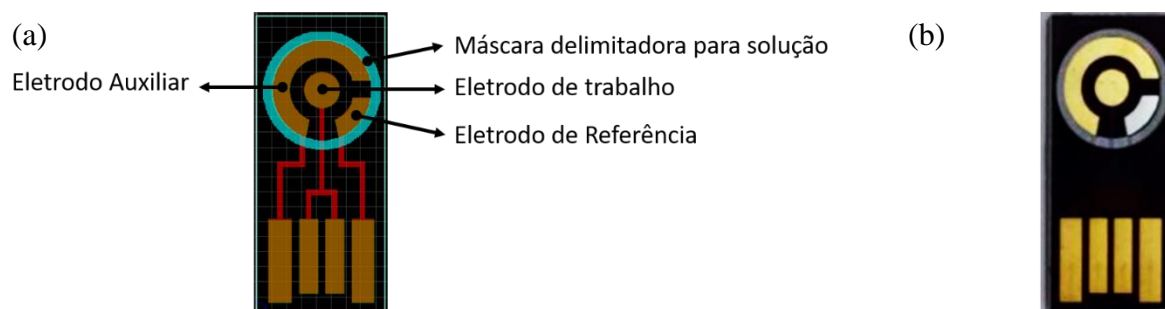 (a)
Máscara delimitadora para solução
Eletrodo Auxiliar
Eletrodo de trabalho
Eletrodo de Referência
(b)